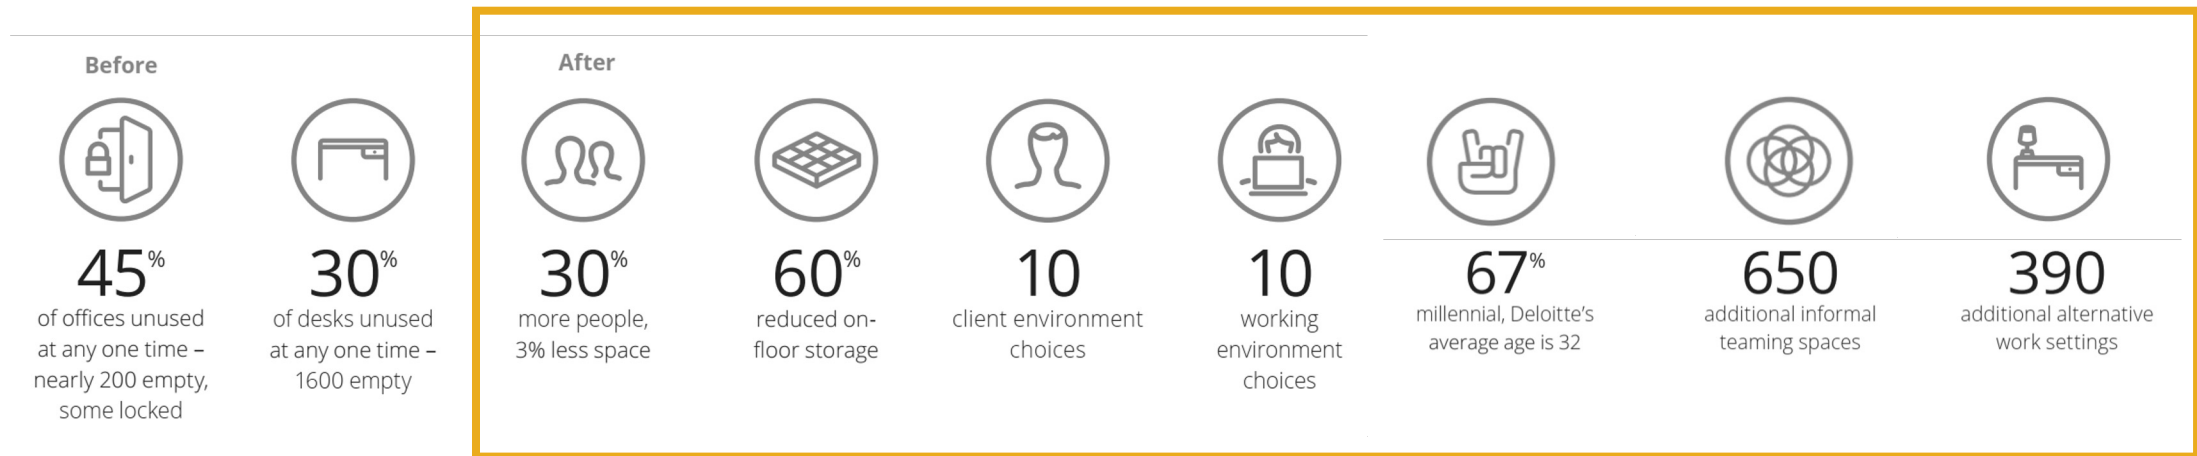 Before
45%
of offices unused
at any one time –
nearly 200 empty,
some locked
30%
of desks unused
at any one time –
1600 empty
After
30%
more people,
3% less space
60%
reduced on-
floor storage
10
client environment
choices
10
working
environment
choices
67%
millennial, Deloitte’s
average age is 32
650
additional informal
teaming spaces
390
additional alternative
work settings